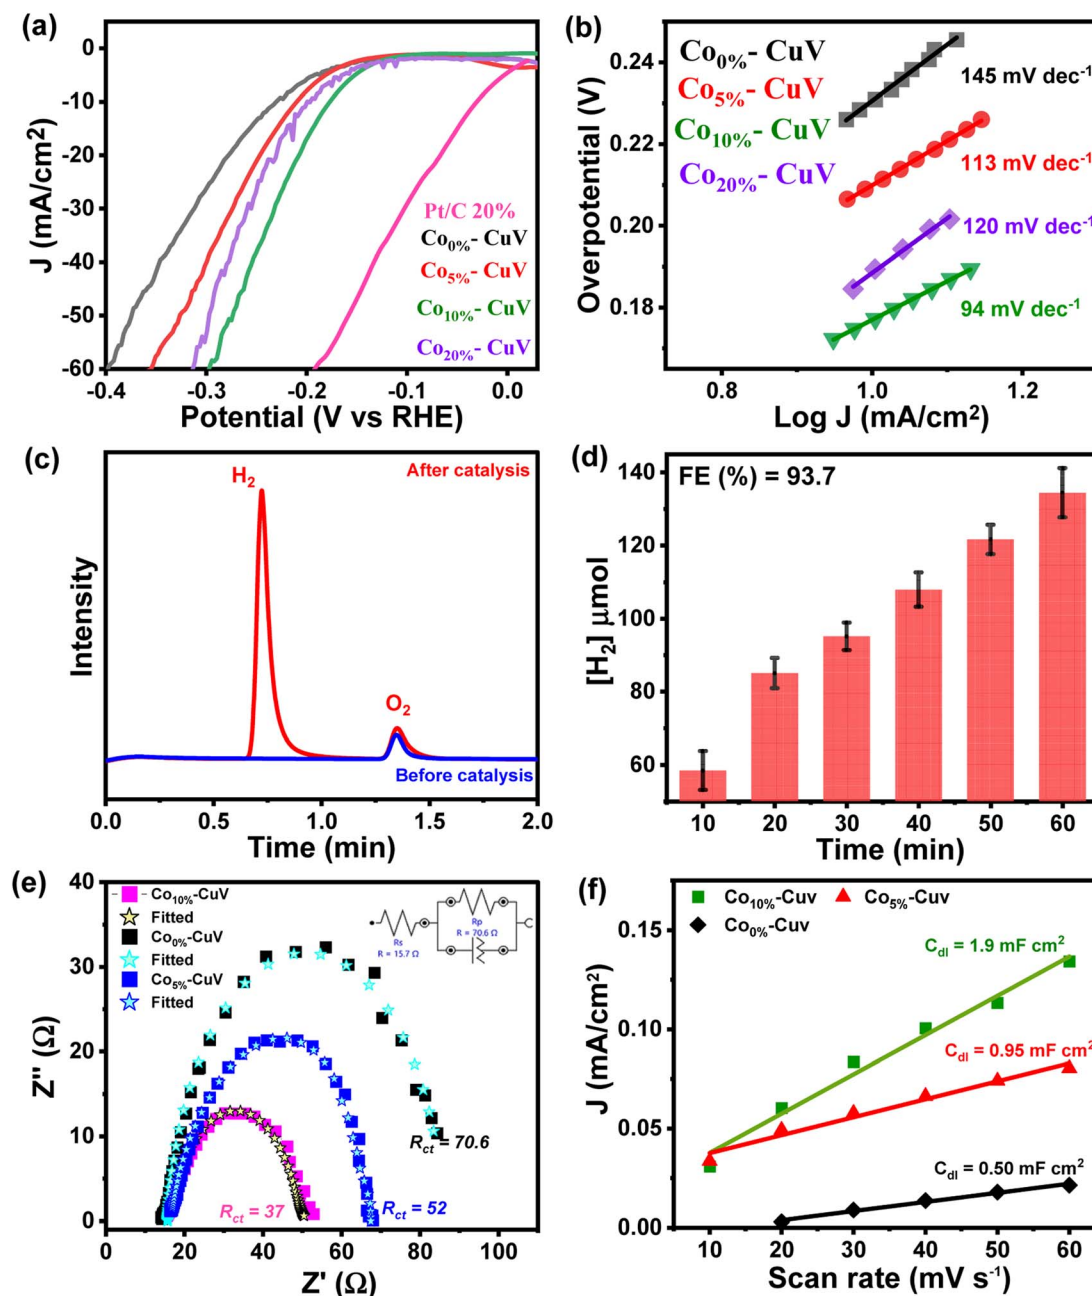 (a)
0
-10
-20
-30
-40
-50
-60
J (mA/cm²)
-0.4 -0.3 -0.2 -0.1 0.0
Potential (V vs RHE)
Pt/C 20%
Co0%- CuV
Co5%- CuV
Co10%- CuV
Co20%- CuV
(b)
0.24
0.22
0.20
0.18
Overpotential (V)
Co0%- CuV
Co5%- CuV
Co10%- CuV
Co20%- CuV
145 mV dec⁻¹
113 mV dec⁻¹
120 mV dec⁻¹
94 mV dec⁻¹
0.8 1.0 1.2
Log J (mA/cm²)
(c)
Intensity
H₂
After catalysis
O₂
Before catalysis
0.0 0.5 1.0 1.5 2.0
Time (min)
(d)
FE (%) = 93.7
140
120
100
80
60
[H₂] μmol
10 20 30 40 50 60
Time (min)
(e)
40
30
20
10
0
Z'' (Ω)
Co10%-CuV
Fitted
Co0%-CuV
Fitted
Co5%-CuV
Fitted
Rs
R = 15.7 Ω
Rp
R = 70.6 Ω
Rct = 70.6
Rct = 37
Rct = 52
0 20 40 60 80 100
Z' (Ω)
(f)
0.15
0.10
0.05
0.00
J (mA/cm²)
Co10%-Cuv
Co5%-Cuv
Co0%-Cuv
Cdl = 1.9 mF cm²
Cdl = 0.95 mF cm²
Cdl = 0.50 mF cm²
10 20 30 40 50 60
Scan rate (mV s⁻¹)